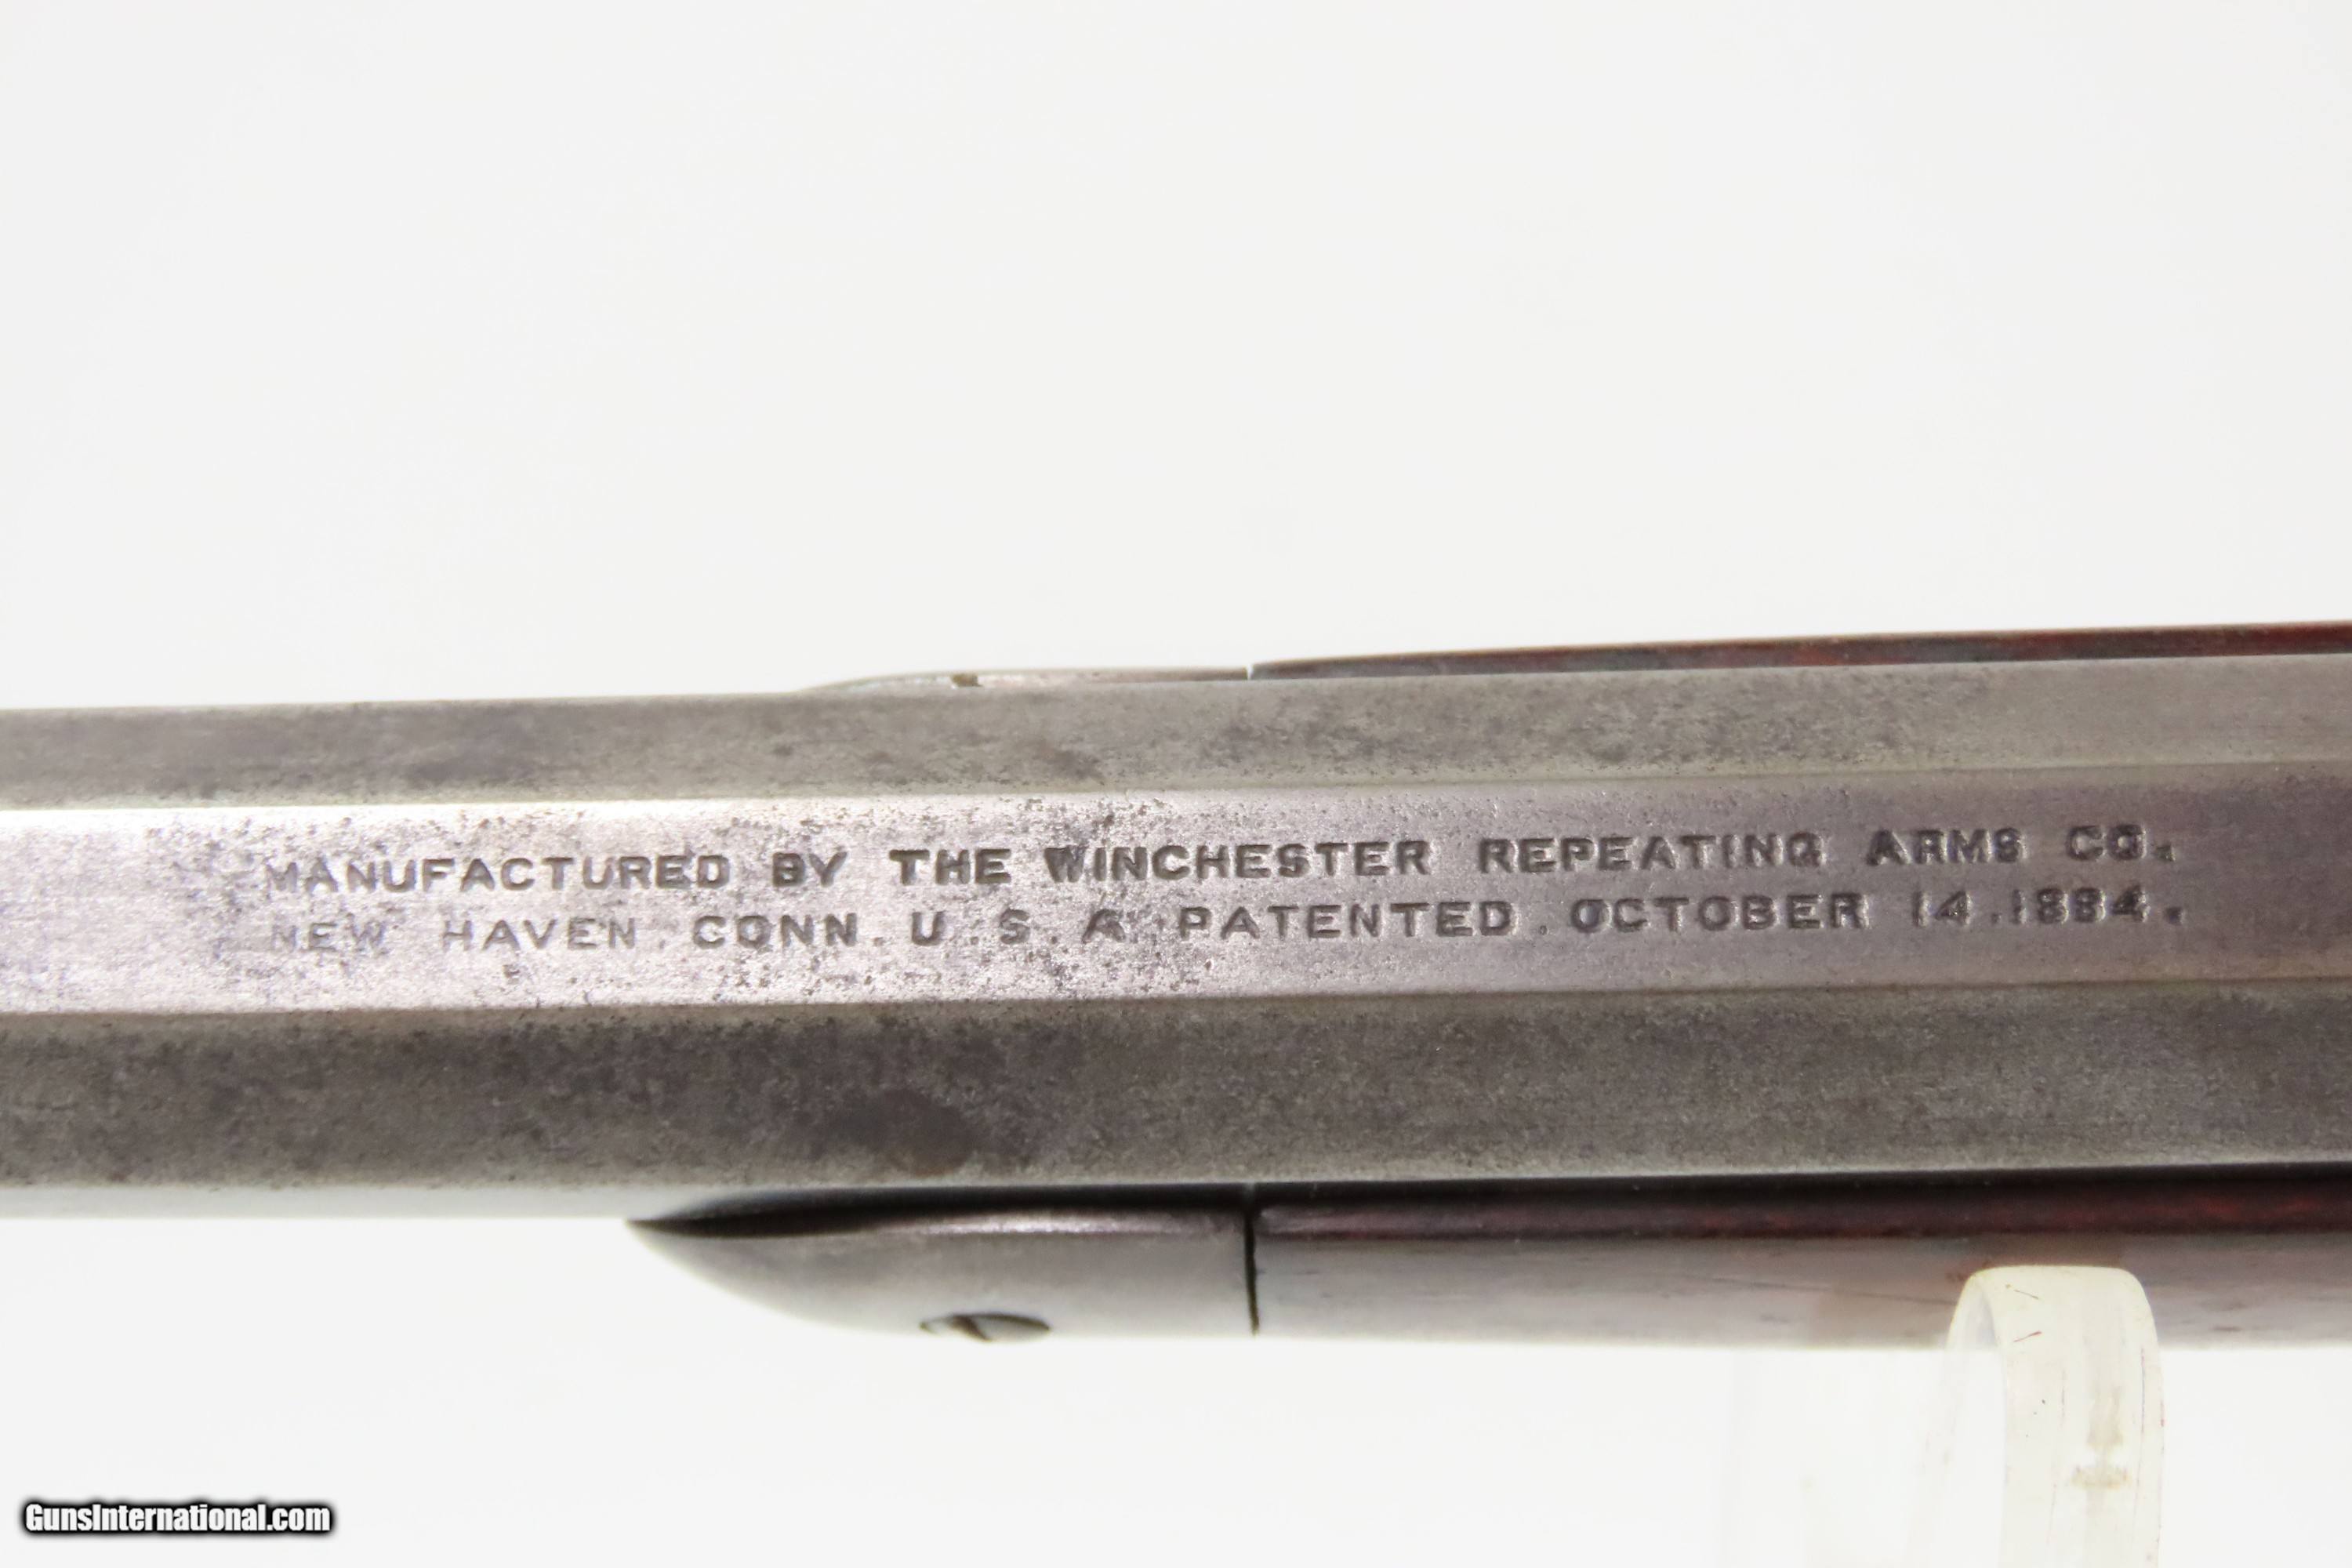 MANUFACTURED BY THE WINCHESTER REPEATING ARMS CO.
NEW HAVEN. CONN. U.S.A. PATENTED. OCTOBER 14.1884.
GunsInternational.com